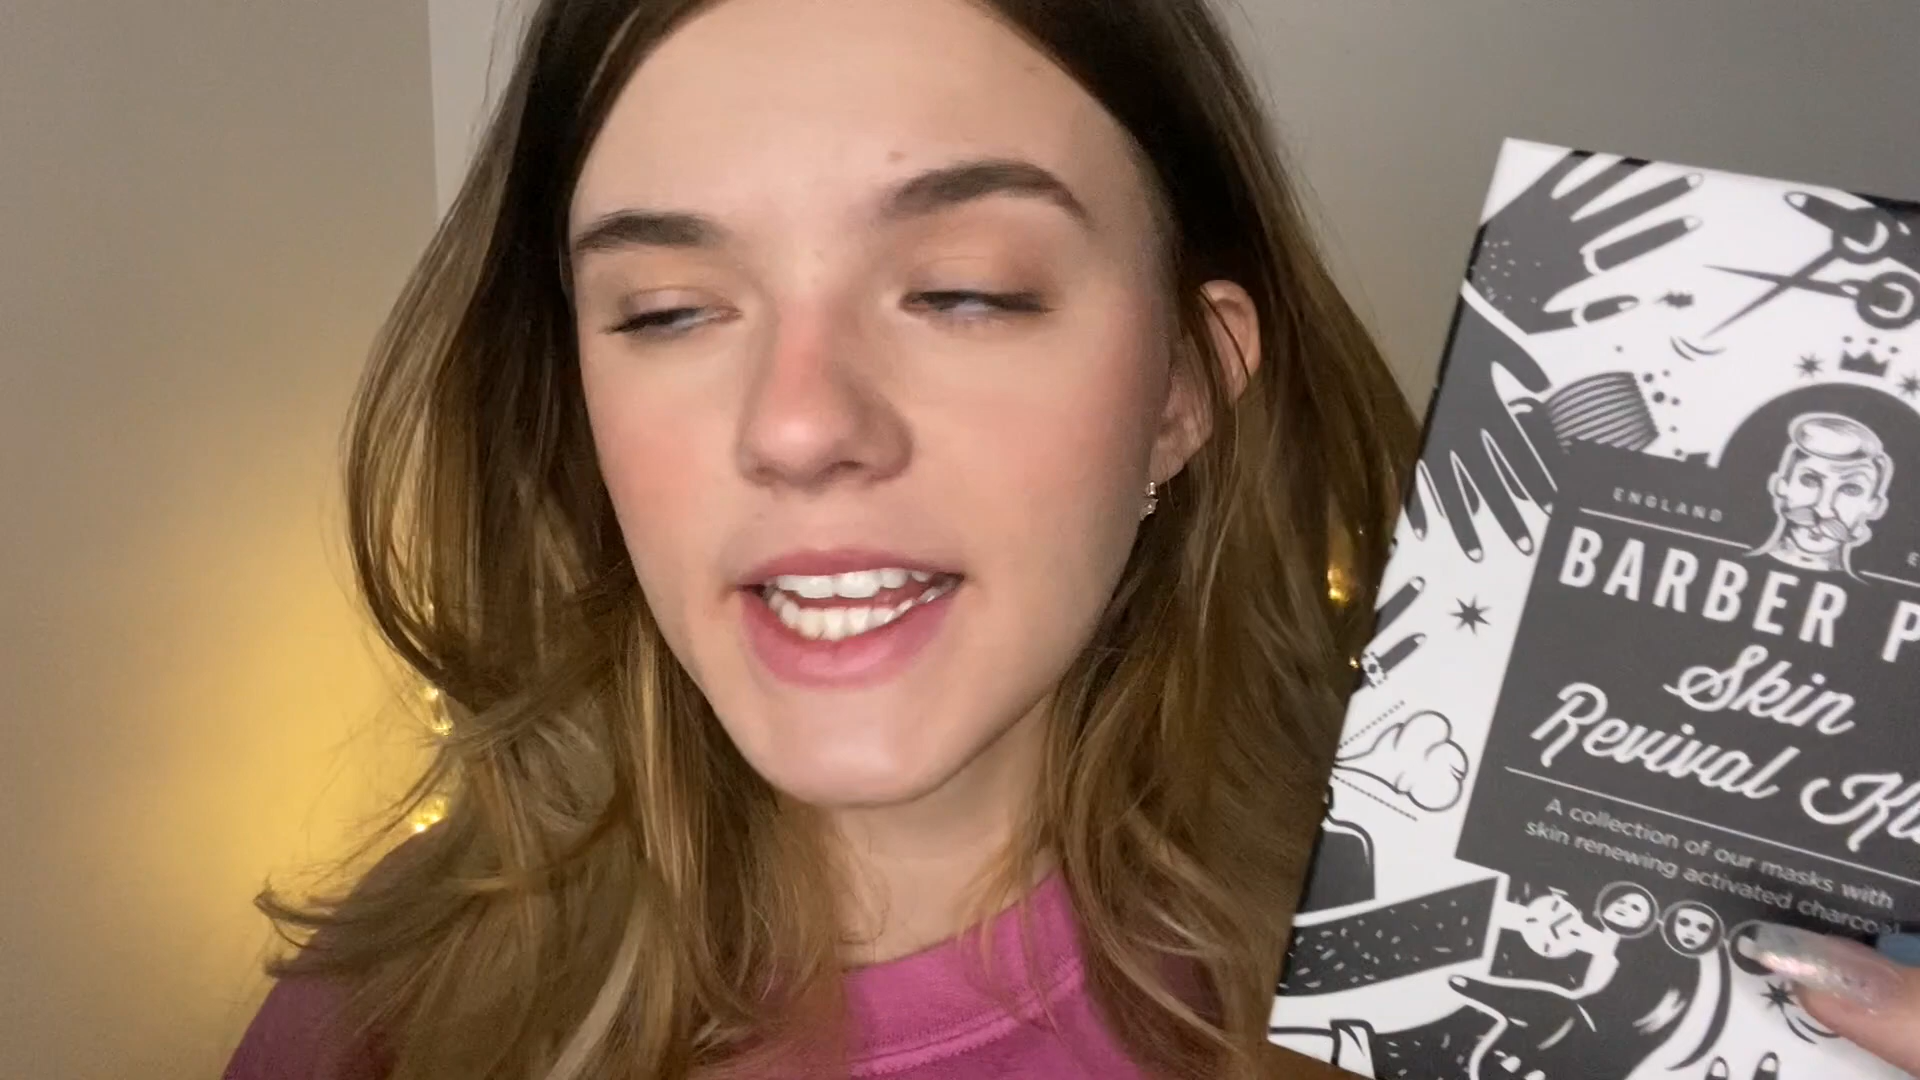 ENGLAND
BARBER P
Skin
Revival Ki
A collection of our masks with
skin renewing activated charcoal